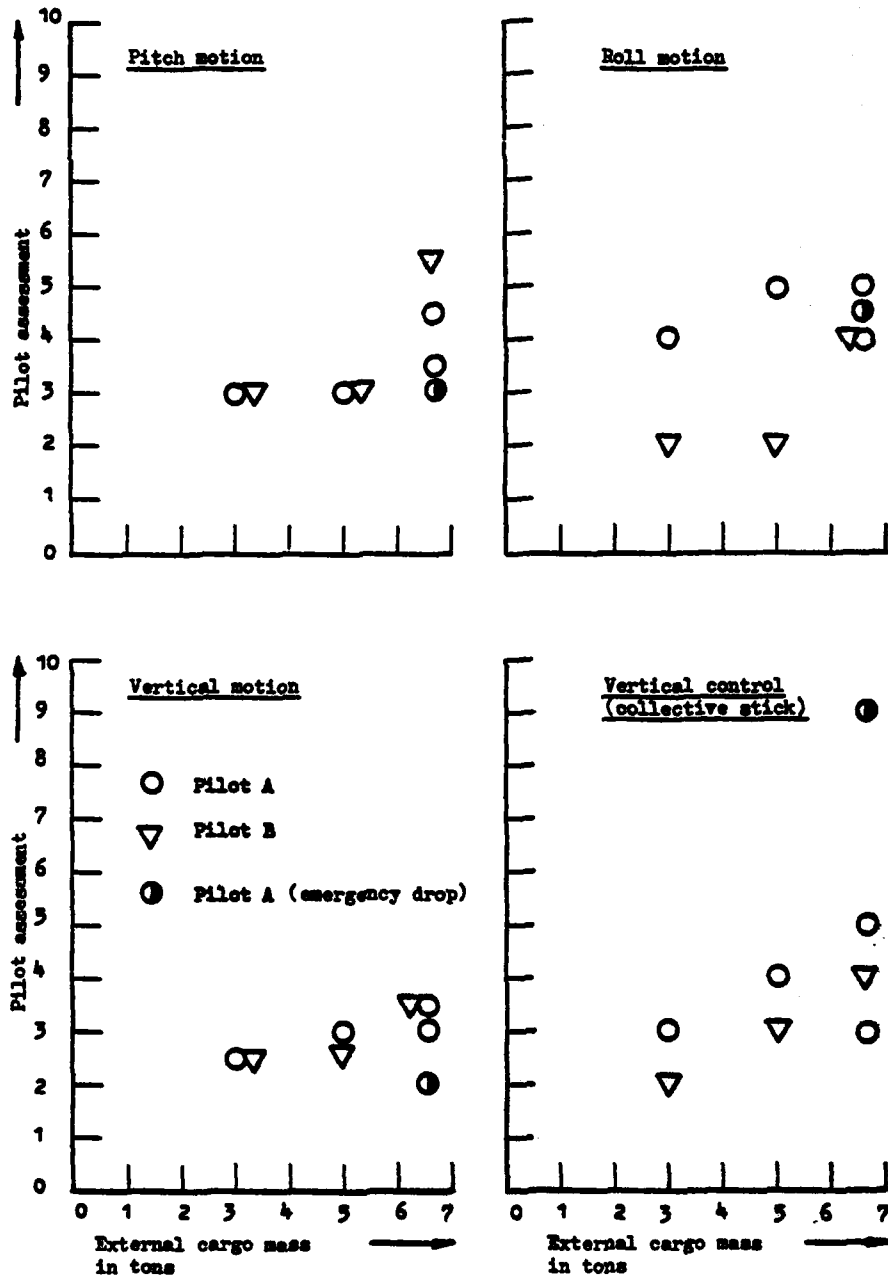 10
9
8
7
6
5
4
3
2
1
0
Pilot assessment
Pitch motion
Roll motion
10
9
8
7
6
5
4
3
2
1
0
Pilot assessment
Vertical motion
Pilot A
Pilot B
Pilot A (emergency drop)
0 1 2 3 4 5 6 7
External cargo mass
in tons
Vertical control
(collective stick)
0 1 2 3 4 5 6 7
External cargo mass
in tons